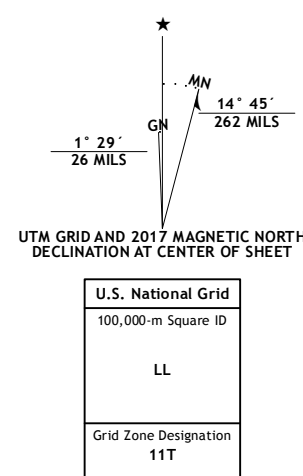 ★
MN
GN
14° 45´
262 MILS
1° 29´
26 MILS
UTM GRID AND 2017 MAGNETIC NORTH
DECLINATION AT CENTER OF SHEET
U.S. National Grid
100,000-m Square ID
LL
Grid Zone Designation
11T